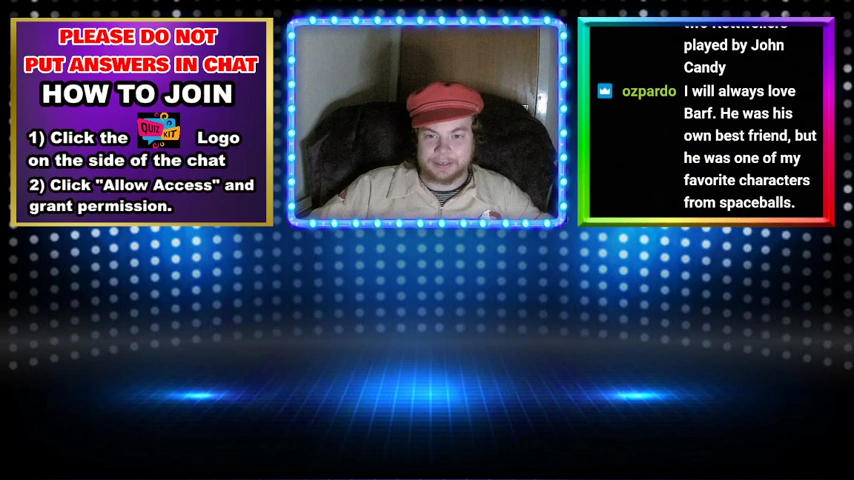 PLEASE DO NOT
PUT ANSWERS IN CHAT
HOW TO JOIN
1) Click the QUIZ KIT Logo
on the side of the chat
2) Click "Allow Access" and
grant permission.
played by John
Candy
ozpardo I will always love
Barf. He was his
own best friend, but
he was one of my
favorite characters
from spaceballs.